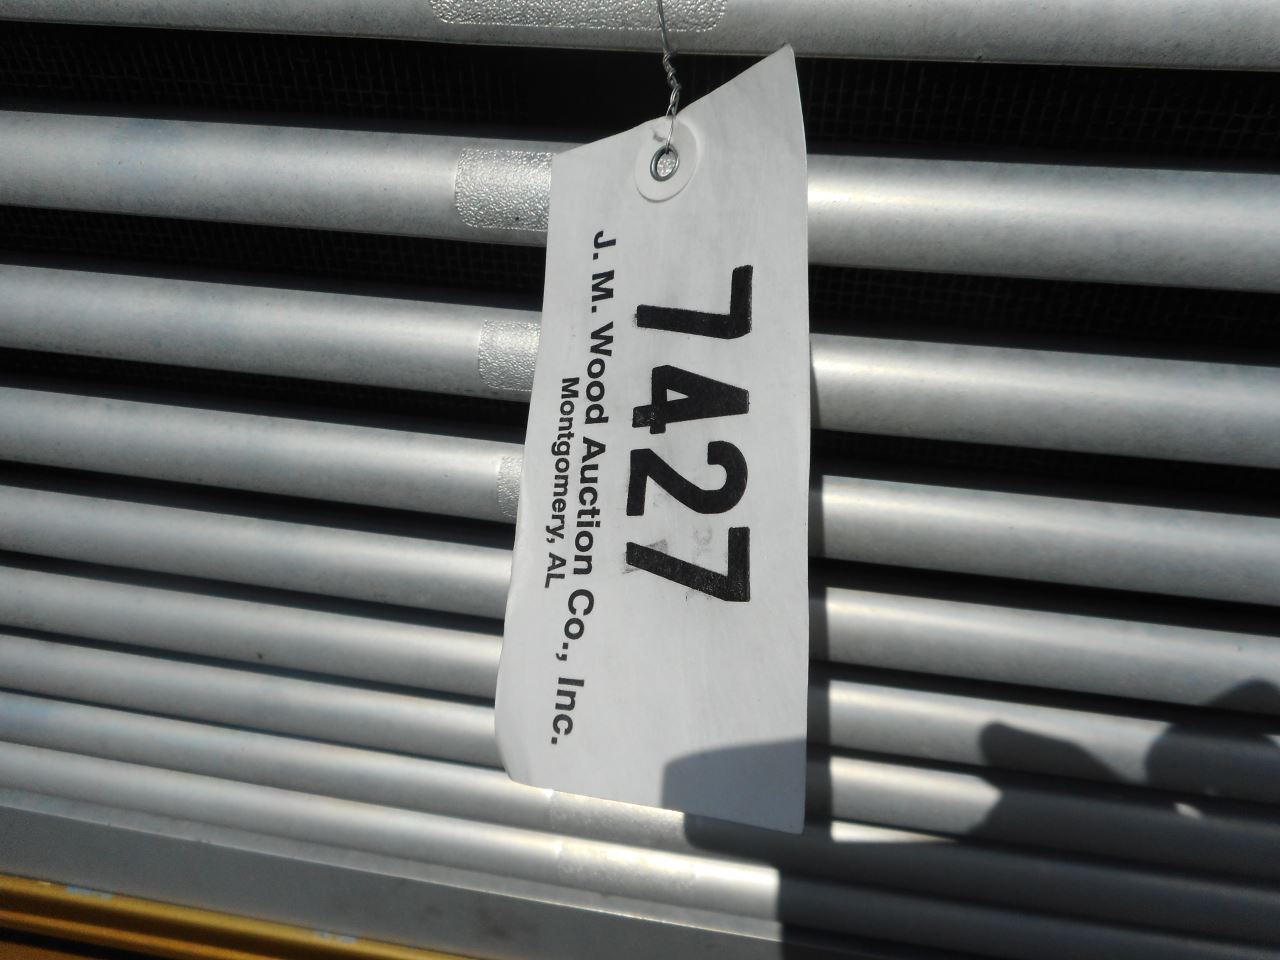 7427
J. M. Wood Auction Co., Inc.
Montgomery, AL